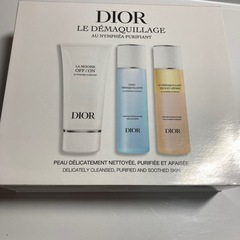 DIOR
LE DÉMAQUILLAGE
AU NYMPHÉA PURIFIANT
LA MOUSSE
OFF/ON
DIOR
DIOR
DIOR
PEAU DÉLICATEMENT NETTOYÉE, PURIFIÉE ET APAISÉE
DELICATELY CLEANSED, PURIFIED AND SOOTHED SKIN